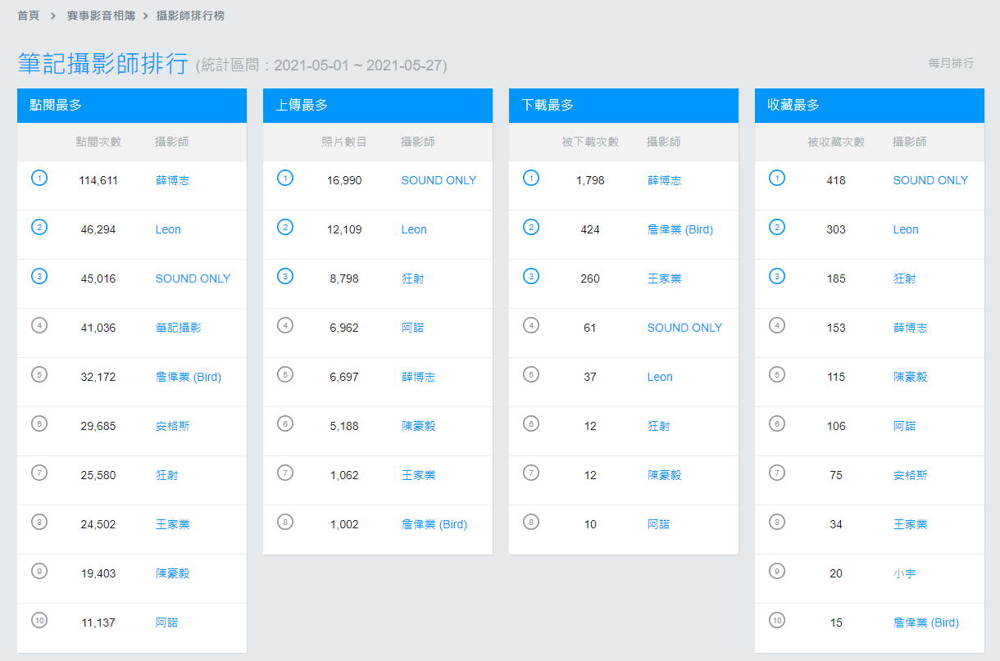 首頁 > 賽事影音相簿 > 攝影師排行榜
筆記攝影師排行 (統計區間：2021-05-01 ~ 2021-05-27)
每月排行
點閱最多
點閱次數 攝影師
1 114,611 薛博志
2 46,294 Leon
3 45,016 SOUND ONLY
4 41,036 筆記攝影
5 32,172 詹偉業 (Bird)
6 29,685 安格斯
7 25,580 狂射
8 24,502 王家業
9 19,403 陳豪毅
10 11,137 阿諾
上傳最多
照片數目 攝影師
1 16,990 SOUND ONLY
2 12,109 Leon
3 8,798 狂射
4 6,962 阿諾
5 6,697 薛博志
6 5,188 陳豪毅
7 1,062 王家業
8 1,002 詹偉業 (Bird)
下載最多
被下載次數 攝影師
1 1,798 薛博志
2 424 詹偉業 (Bird)
3 260 王家業
4 61 SOUND ONLY
5 37 Leon
6 12 狂射
7 12 陳豪毅
8 10 阿諾
收藏最多
被收藏次數 攝影師
1 418 SOUND ONLY
2 303 Leon
3 185 狂射
4 153 薛博志
5 115 陳豪毅
6 106 阿諾
7 75 安格斯
8 34 王家業
9 20 小宇
10 15 詹偉業 (Bird)